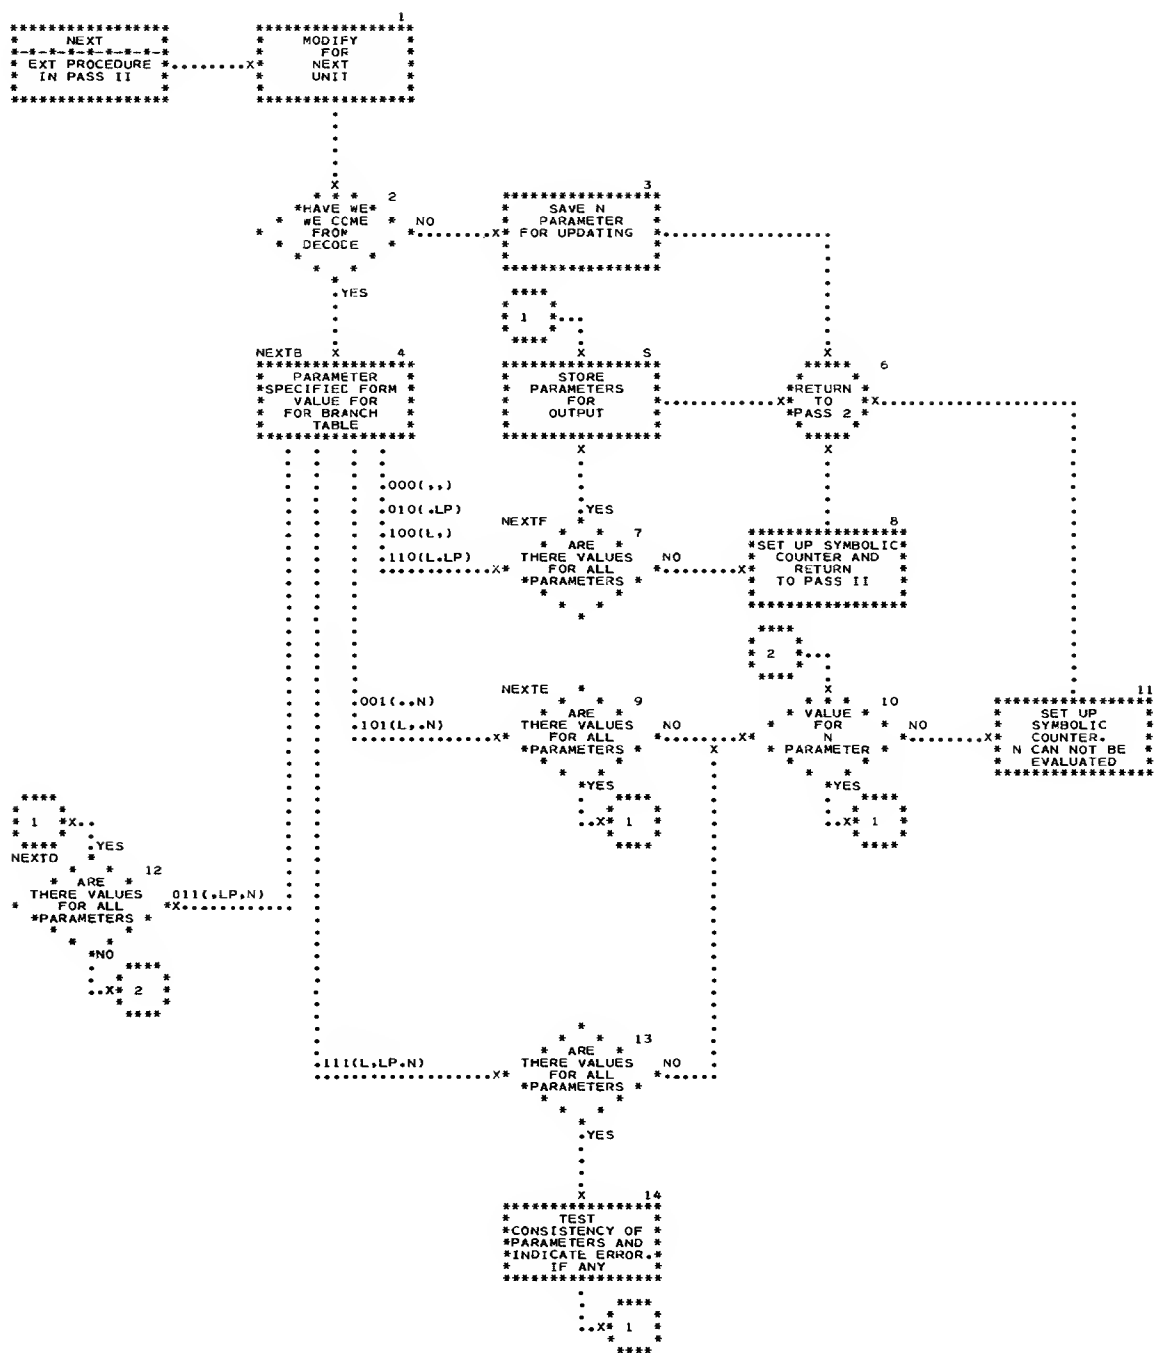 1
NEXT
EXT PROCEDURE
IN PASS II
MODIFY
FOR
NEXT
UNIT
2
HAVE WE
WE COME
FROM
DECODE
NO
YES
3
SAVE N
PARAMETER
FOR UPDATING
1
NEXTB
4
PARAMETER
SPECIFIED FORM
VALUE FOR
FOR BRANCH
TABLE
S
STORE
PARAMETERS
FOR
OUTPUT
6
RETURN
TO
PASS 2
000(,,)
010(.LP)
100(L,)
110(L.LP)
YES
NEXTF
7
ARE
THERE VALUES
FOR ALL
PARAMETERS
NO
8
SET UP SYMBOLIC
COUNTER AND
RETURN
TO PASS II
2
001(.,N)
101(L,.N)
NEXTE
9
ARE
THERE VALUES
FOR ALL
PARAMETERS
NO
YES
1
10
VALUE
FOR
N
PARAMETER
NO
YES
1
11
SET UP
SYMBOLIC
COUNTER.
N CAN NOT BE
EVALUATED
1
YES
NEXTD
12
ARE
THERE VALUES
FOR ALL
PARAMETERS
011(,LP,N)
NO
2
111(L,LP.N)
13
ARE
THERE VALUES
FOR ALL
PARAMETERS
NO
YES
14
TEST
CONSISTENCY OF
PARAMETERS AND
INDICATE ERROR.
IF ANY
1